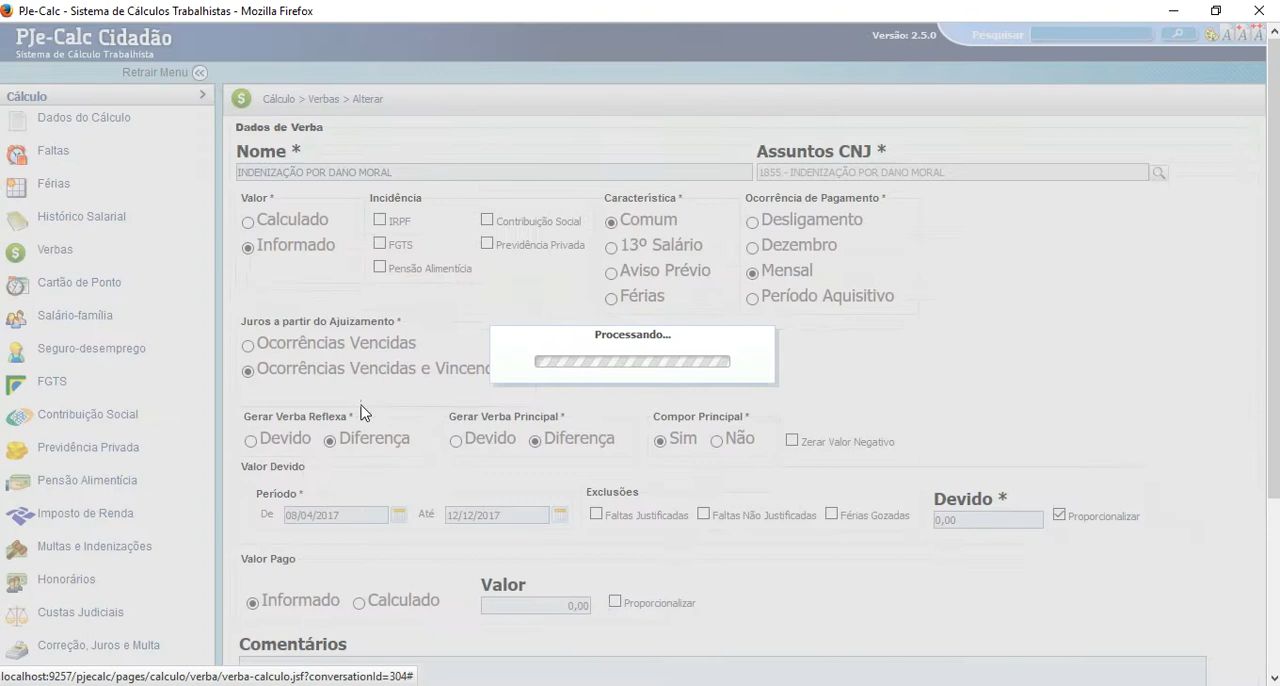 PJe-Calc - Sistema de Cálculos Trabalhistas - Mozilla Firefox
PJe-Calc Cidadão
Sistema de Cálculo Trabalhista
Versão: 2.5.0
Pesquisar
A A A
Retrair Menu
Cálculo
Dados do Cálculo
Faltas
Férias
Histórico Salarial
Verbas
Cartão de Ponto
Salário-família
Seguro-desemprego
FGTS
Contribuição Social
Previdência Privada
Pensão Alimentícia
Imposto de Renda
Multas e Indenizações
Honorários
Custas Judiciais
Correção, Juros e Multa
Cálculo > Verbas > Alterar
Dados de Verba
Nome * Assuntos CNJ *
INDENIZAÇÃO POR DANO MORAL 1855 - INDENIZAÇÃO POR DANO MORAL
Valor *
Calculado
Informado
Incidência
IRPF Contribuição Social
FGTS Previdência Privada
Pensão Alimentícia
Característica *
Comum
13º Salário
Aviso Prévio
Férias
Ocorrência de Pagamento *
Desligamento
Dezembro
Mensal
Período Aquisitivo
Juros a partir do Ajuizamento *
Ocorrências Vencidas
Ocorrências Vencidas e Vincend
Processando...
Gerar Verba Reflexa * Gerar Verba Principal * Compor Principal *
Devido Diferença Devido Diferença Sim Não Zerar Valor Negativo
Valor Devido
Período *
De 08/04/2017 Até 12/12/2017
Exclusões
Faltas Justificadas Faltas Não Justificadas Férias Gozadas
Devido *
0,00 Proporcionalizar
Valor Pago
Informado Calculado
Valor
0,00 Proporcionalizar
Comentários
localhost:9257/pjecalc/pages/calculo/verba/verba-calculo.jsf?conversationId=304#